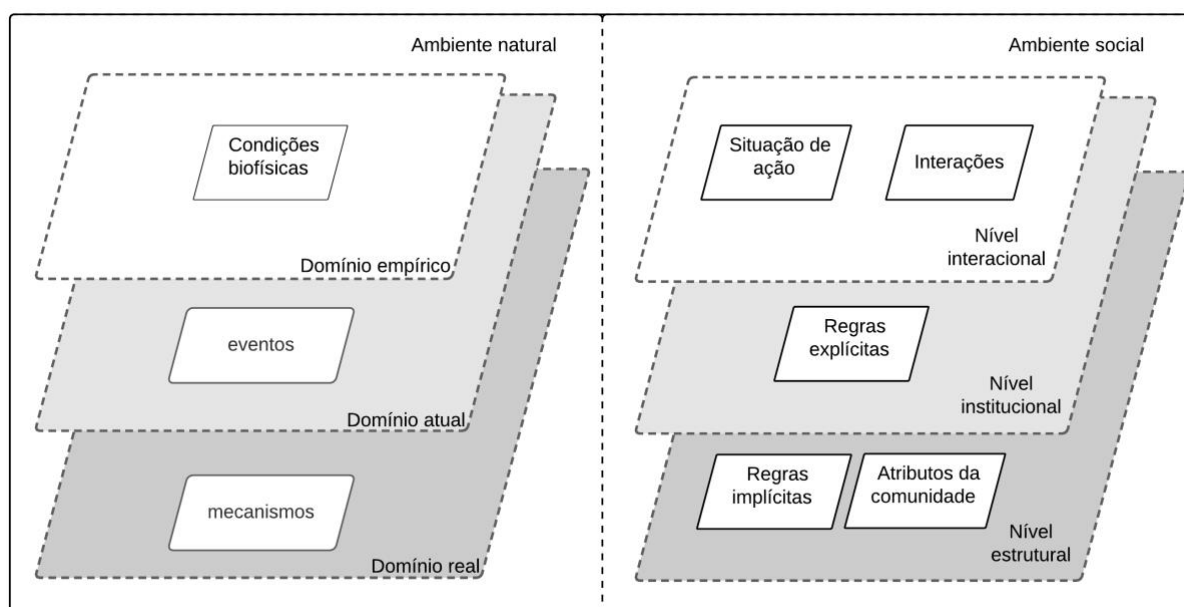 Ambiente natural
Condições
biofísicas
Domínio empírico
eventos
Domínio atual
mecanismos
Domínio real
Ambiente social
Situação de
ação
Interações
Nível
interacional
Regras
explícitas
Nível
institucional
Regras
implícitas
Atributos da
comunidade
Nível
estrutural